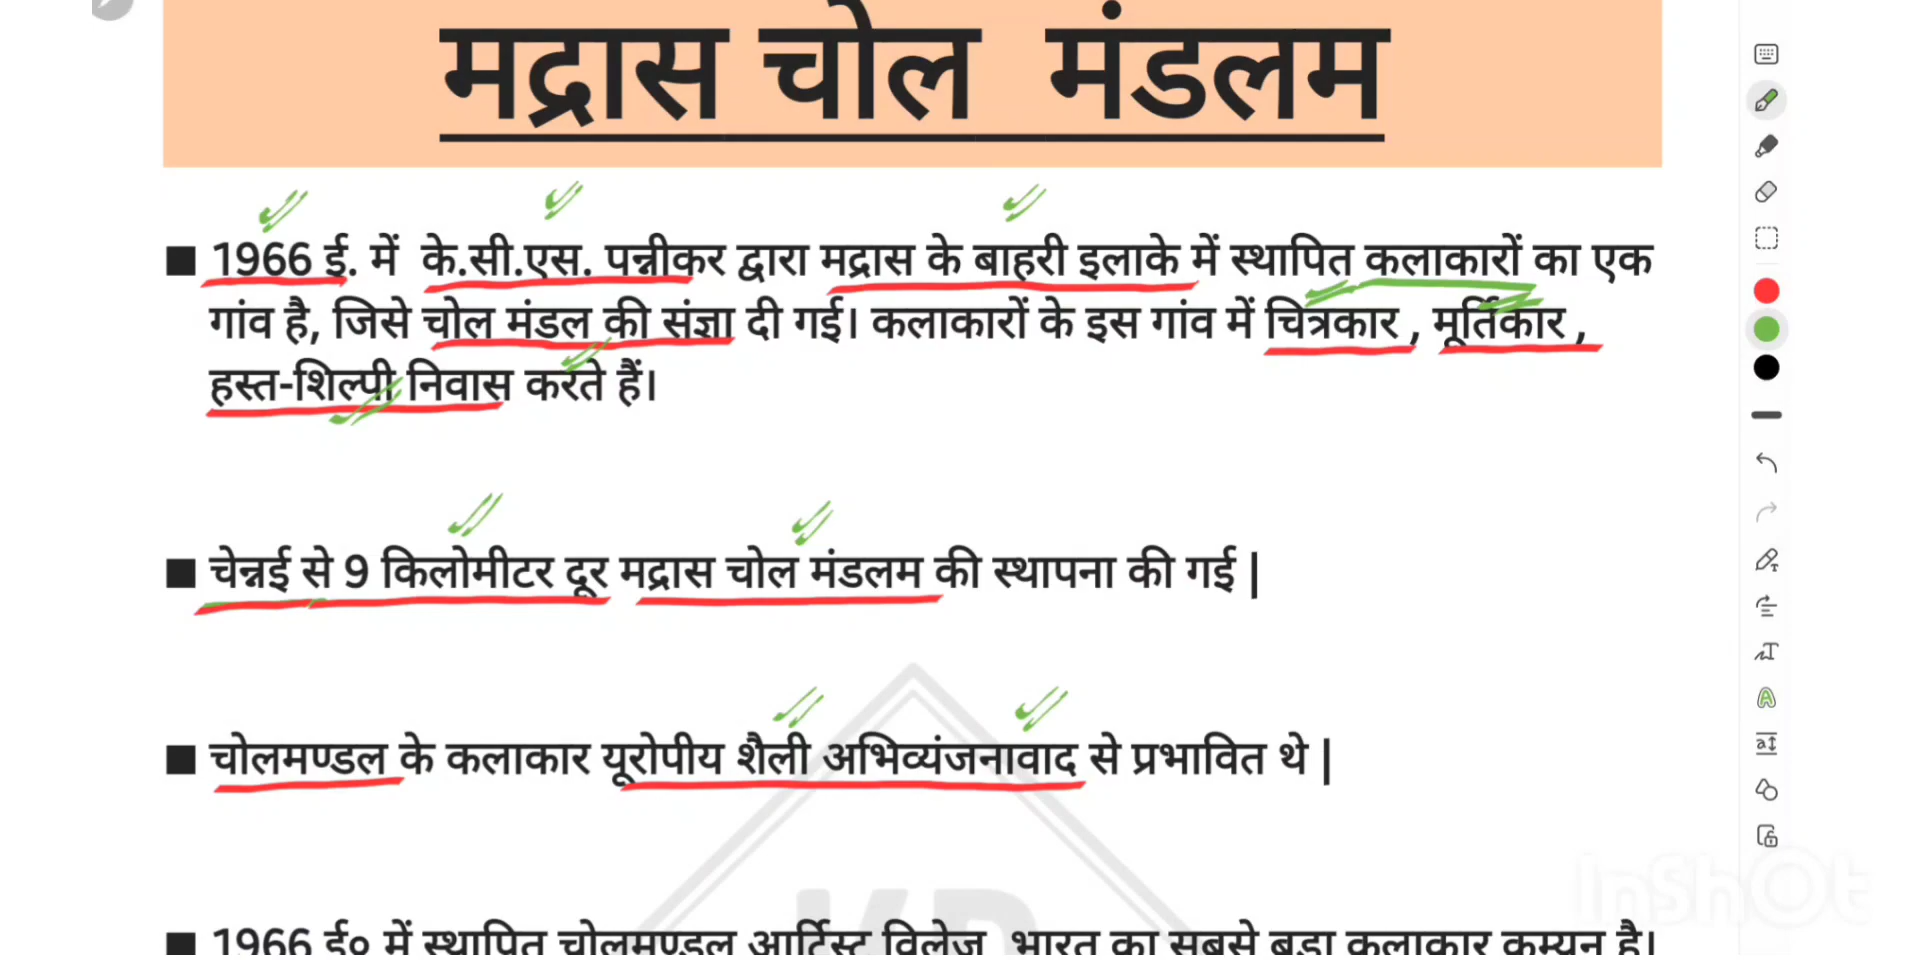 मद्रास चोल मंडलम
■ 1966 ई. में के.सी.एस. पन्नीकर द्वारा मद्रास के बाहरी इलाके में स्थापित कलाकारों का एक
गांव है, जिसे चोल मंडल की संज्ञा दी गई। कलाकारों के इस गांव में चित्रकार , मूर्तिकार ,
हस्त-शिल्पी निवास करते हैं।
■ चेन्नई से 9 किलोमीटर दूर मद्रास चोल मंडलम की स्थापना की गई |
■ चोलमण्डल के कलाकार यूरोपीय शैली अभिव्यंजनावाद से प्रभावित थे |
■ 1966 ई० में स्थापित चोलमण्डल आर्टिस्ट विलेज भारत का सबसे बड़ा कलाकार कम्यून है।
InShOt